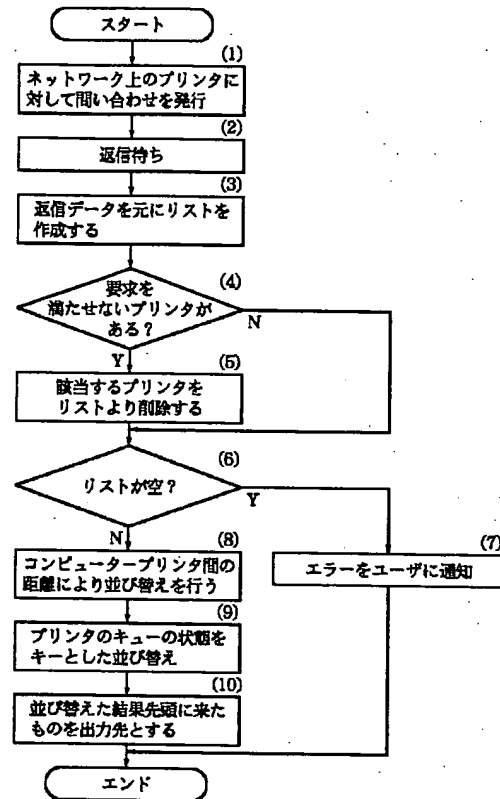 スタート
(1)
ネットワーク上のプリンタに
対して問い合わせを発行
(2)
返信待ち
(3)
返信データを元にリストを
作成する
(4)
要求を
満たせないプリンタが
ある？
N
Y
(5)
該当するプリンタを
リストより削除する
(6)
リストが空？
Y
N
(7)
エラーをユーザに通知
(8)
コンピュータープリンタ間の
距離により並び替えを行う
(9)
プリンタのキューの状態を
キーとした並び替え
(10)
並び替えた結果先頭に来た
ものを出力先とする
エンド